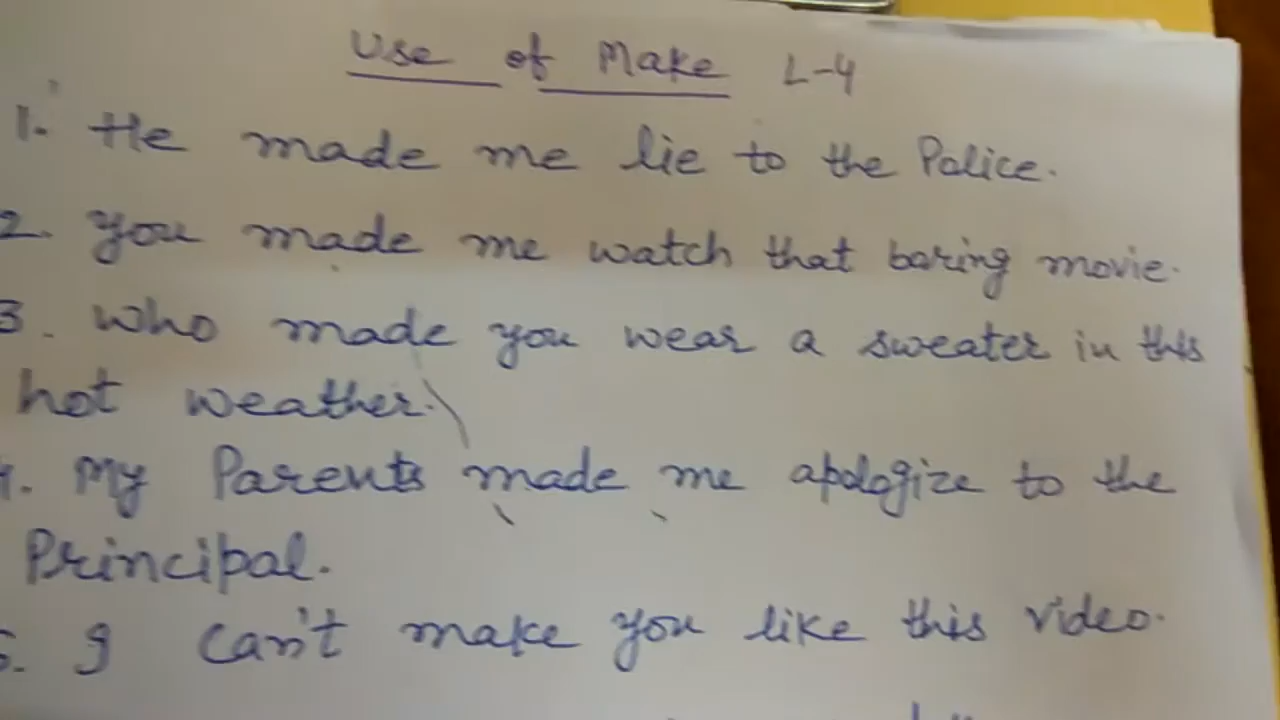 Use of Make L-4
1. He made me lie to the Police.
2. You made me watch that boring movie.
3. Who made you wear a sweater in this
hot weather.
4. My Parents made me apologize to the
Principal.
5. I can't make you like this video.